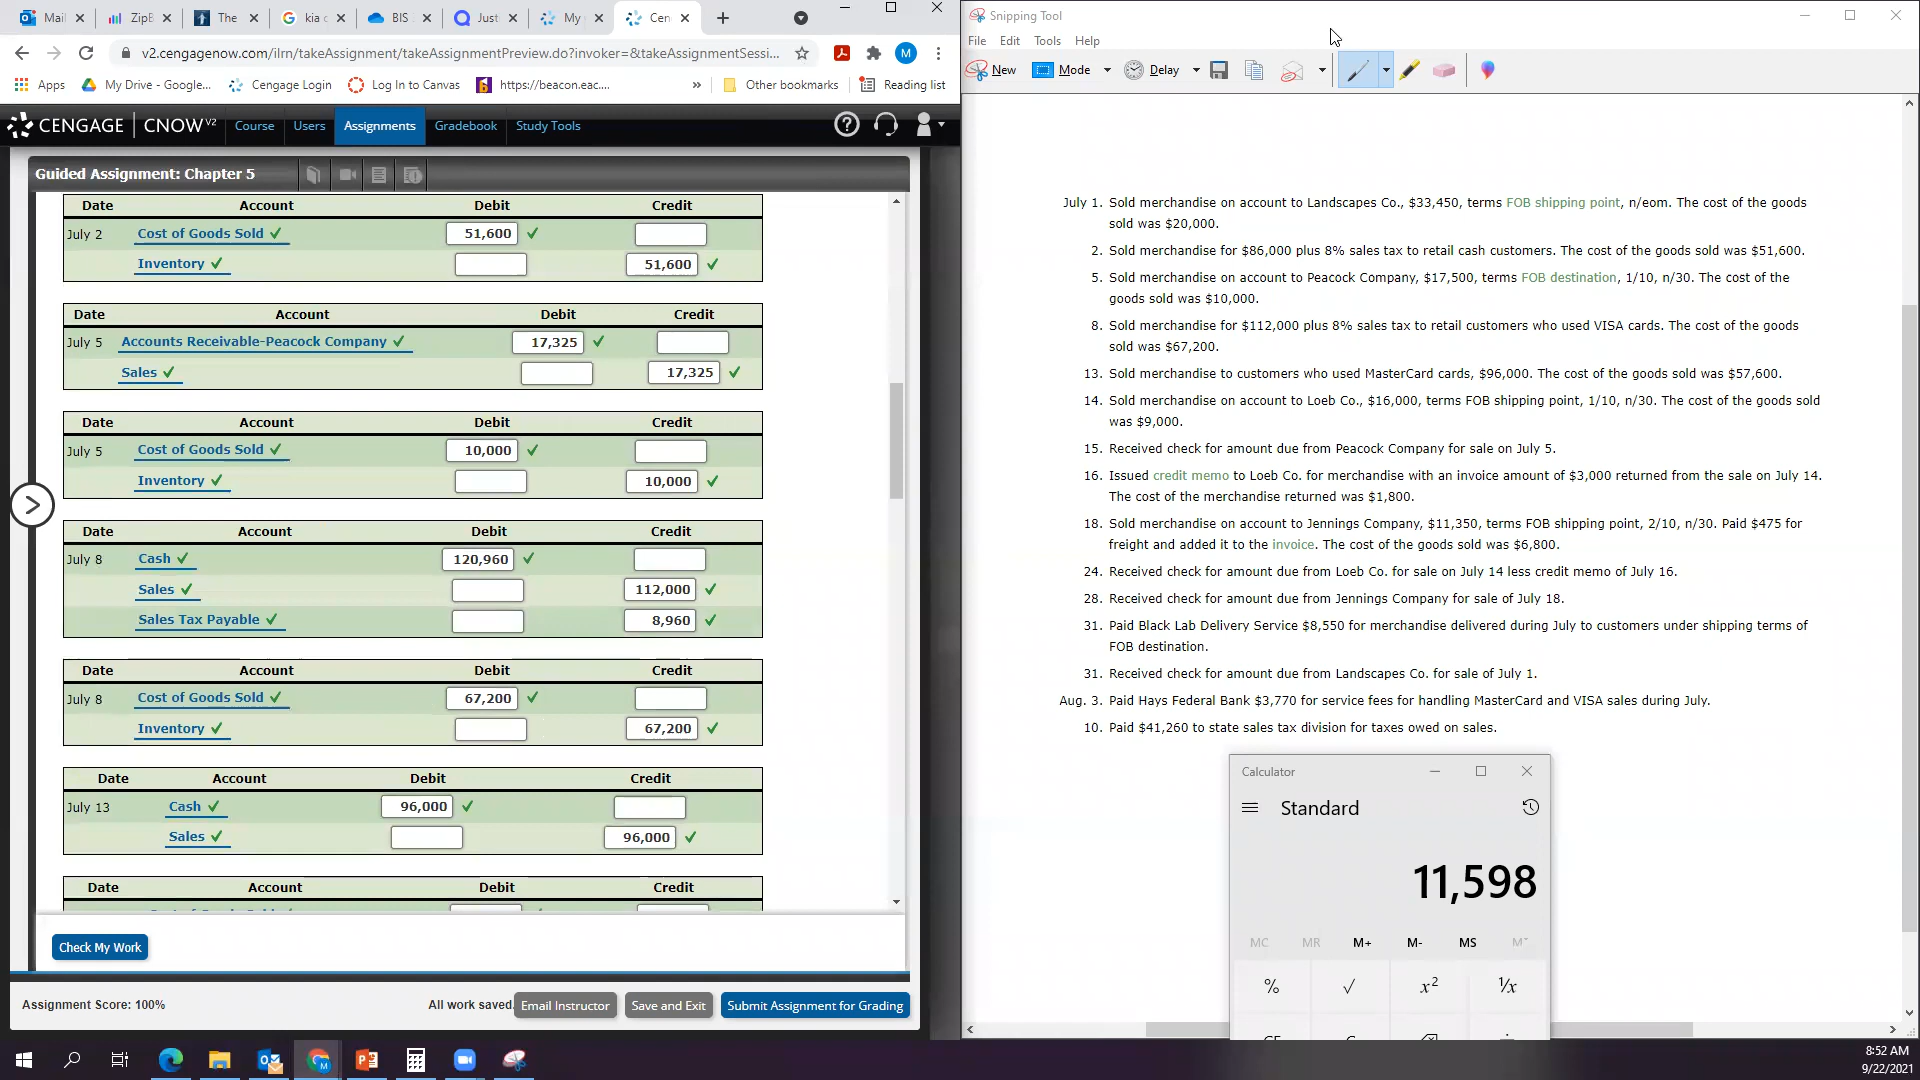 Mail
ZipE
The
kia c
BIS
Justi
My
Cen
v2.cengagenow.com/ilrn/takeAssignment/takeAssignmentPreview.do?invoker=&takeAssignmentSessi...
M
Apps
My Drive - Google...
Cengage Login
Log In to Canvas
https://beacon.eac....
»
Other bookmarks
Reading list
CENGAGE | CNOWv2
Course
Users
Assignments
Gradebook
Study Tools
Guided Assignment: Chapter 5
Date Account Debit Credit
July 2 Cost of Goods Sold ✓ 51,600 ✓
Inventory ✓ 51,600 ✓
Date Account Debit Credit
July 5 Accounts Receivable-Peacock Company ✓ 17,325 ✓
Sales ✓ 17,325 ✓
Date Account Debit Credit
July 5 Cost of Goods Sold ✓ 10,000 ✓
Inventory ✓ 10,000 ✓
Date Account Debit Credit
July 8 Cash ✓ 120,960 ✓
Sales ✓ 112,000 ✓
Sales Tax Payable ✓ 8,960 ✓
Date Account Debit Credit
July 8 Cost of Goods Sold ✓ 67,200 ✓
Inventory ✓ 67,200 ✓
Date Account Debit Credit
July 13 Cash ✓ 96,000 ✓
Sales ✓ 96,000 ✓
Date Account Debit Credit
Check My Work
Assignment Score: 100%
All work saved.
Email Instructor
Save and Exit
Submit Assignment for Grading
Snipping Tool
File Edit Tools Help
New Mode Delay
July 1. Sold merchandise on account to Landscapes Co., $33,450, terms FOB shipping point, n/eom. The cost of the goods
sold was $20,000.
2. Sold merchandise for $86,000 plus 8% sales tax to retail cash customers. The cost of the goods sold was $51,600.
5. Sold merchandise on account to Peacock Company, $17,500, terms FOB destination, 1/10, n/30. The cost of the
goods sold was $10,000.
8. Sold merchandise for $112,000 plus 8% sales tax to retail customers who used VISA cards. The cost of the goods
sold was $67,200.
13. Sold merchandise to customers who used MasterCard cards, $96,000. The cost of the goods sold was $57,600.
14. Sold merchandise on account to Loeb Co., $16,000, terms FOB shipping point, 1/10, n/30. The cost of the goods sold
was $9,000.
15. Received check for amount due from Peacock Company for sale on July 5.
16. Issued credit memo to Loeb Co. for merchandise with an invoice amount of $3,000 returned from the sale on July 14.
The cost of the merchandise returned was $1,800.
18. Sold merchandise on account to Jennings Company, $11,350, terms FOB shipping point, 2/10, n/30. Paid $475 for
freight and added it to the invoice. The cost of the goods sold was $6,800.
24. Received check for amount due from Loeb Co. for sale on July 14 less credit memo of July 16.
28. Received check for amount due from Jennings Company for sale of July 18.
31. Paid Black Lab Delivery Service $8,550 for merchandise delivered during July to customers under shipping terms of
FOB destination.
31. Received check for amount due from Landscapes Co. for sale of July 1.
Aug. 3. Paid Hays Federal Bank $3,770 for service fees for handling MasterCard and VISA sales during July.
10. Paid $41,260 to state sales tax division for taxes owed on sales.
Calculator
Standard
11,598
MC MR M+ M- MS
% √ x² ¹/x
8:52 AM
9/22/2021